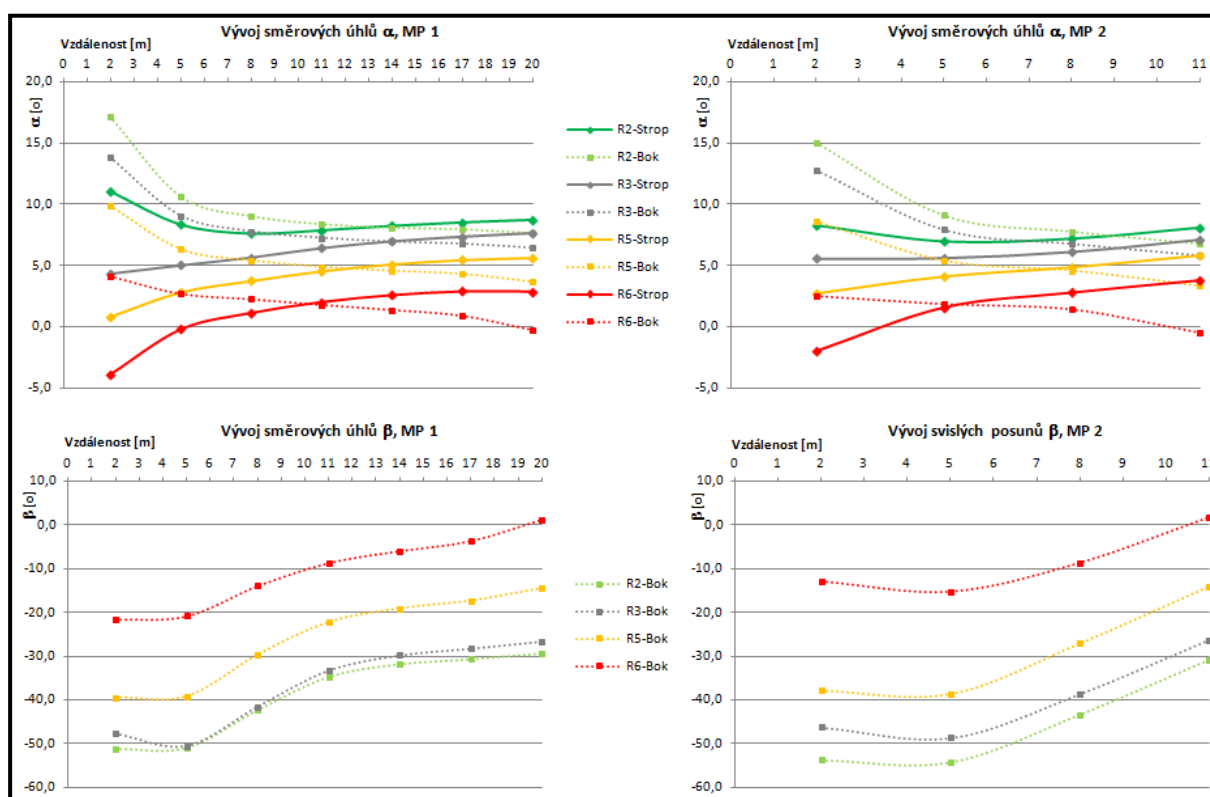 Vývoj směrových úhlů α, MP 1
Vzdálenost [m]
0 1 2 3 4 5 6 7 8 9 10 11 12 13 14 15 16 17 18 19 20
20,0
15,0
10,0
5,0
0,0
-5,0
α [o]
R2-Strop
R2-Bok
R3-Strop
R3-Bok
R5-Strop
R5-Bok
R6-Strop
R6-Bok
Vývoj směrových úhlů α, MP 2
Vzdálenost [m]
0 1 2 3 4 5 6 7 8 9 10 11
20,0
15,0
10,0
5,0
0,0
-5,0
α [o]
Vývoj směrových úhlů β, MP 1
Vzdálenost [m]
0 1 2 3 4 5 6 7 8 9 10 11 12 13 14 15 16 17 18 19 20
10,0
0,0
-10,0
-20,0
-30,0
-40,0
-50,0
-60,0
β [o]
R2-Bok
R3-Bok
R5-Bok
R6-Bok
Vývoj svislých posunů β, MP 2
Vzdálenost [m]
0 1 2 3 4 5 6 7 8 9 10 11
10,0
0,0
-10,0
-20,0
-30,0
-40,0
-50,0
-60,0
β [o]